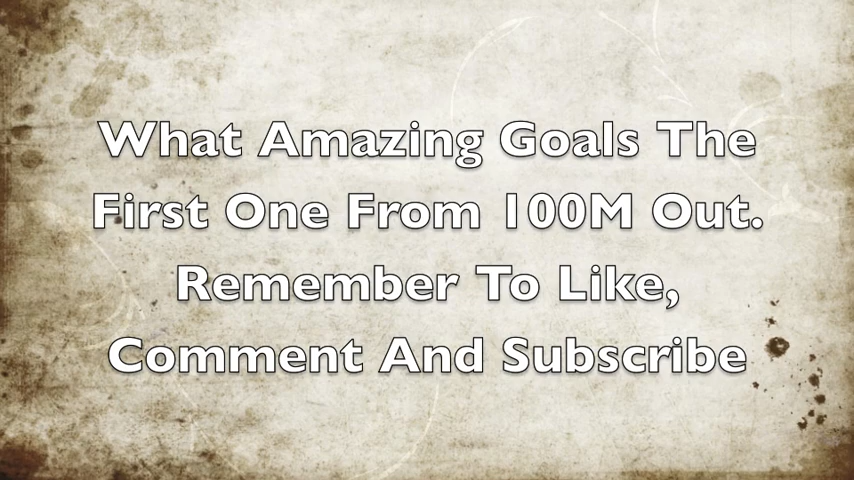 What Amazing Goals The
First One From 100M Out.
Remember To Like,
Comment And Subscribe